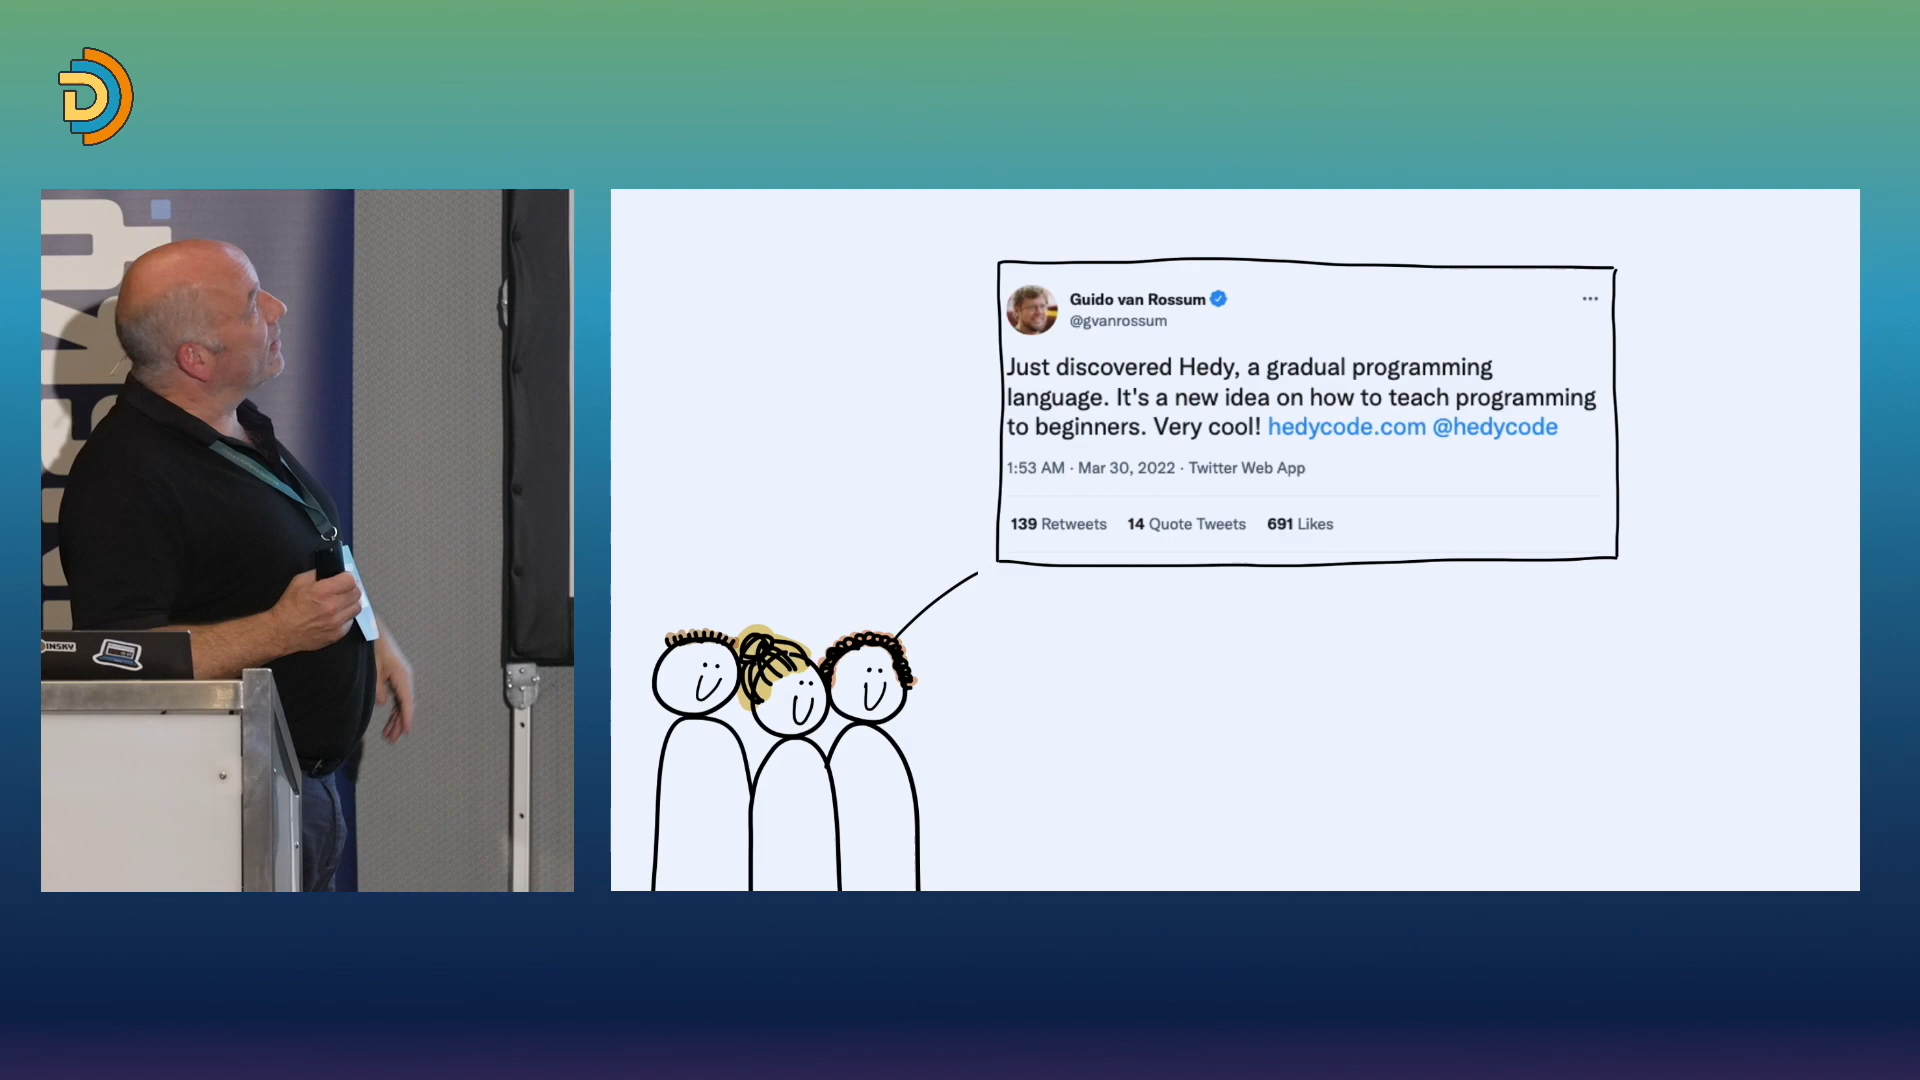 Guido van Rossum
@gvanrossum
Just discovered Hedy, a gradual programming
language. It's a new idea on how to teach programming
to beginners. Very cool! hedycode.com @hedycode
1:53 AM · Mar 30, 2022 · Twitter Web App
139 Retweets 14 Quote Tweets 691 Likes
INSKY